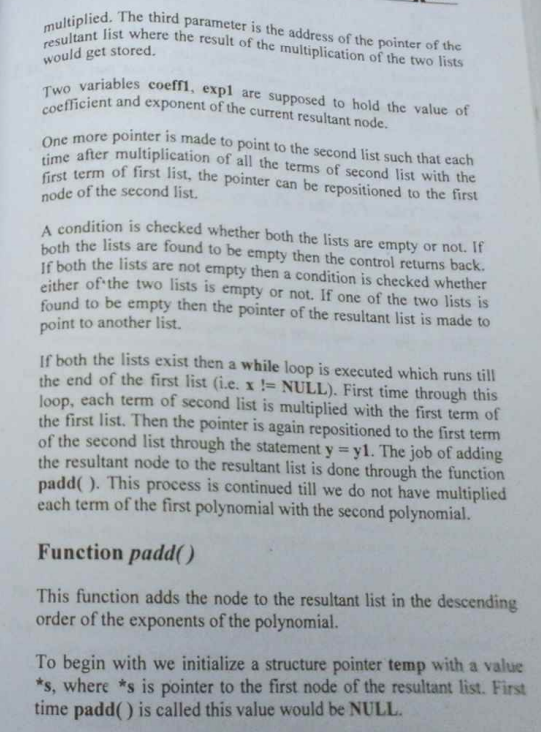 multiplied. The third parameter is the address of the pointer of the
resultant list where the result of the multiplication of the two lists
would get stored.
Two variables coeff1, exp1 are supposed to hold the value of
coefficient and exponent of the current resultant node.
One more pointer is made to point to the second list such that each
time after multiplication of all the terms of second list with the
first term of first list, the pointer can be repositioned to the first
node of the second list.
A condition is checked whether both the lists are empty or not. If
both the lists are found to be empty then the control returns back.
If both the lists are not empty then a condition is checked whether
either of the two lists is empty or not. If one of the two lists is
found to be empty then the pointer of the resultant list is made to
point to another list.
If both the lists exist then a while loop is executed which runs till
the end of the first list (i.e. x != NULL). First time through this
loop, each term of second list is multiplied with the first term of
the first list. Then the pointer is again repositioned to the first term
of the second list through the statement y = y1. The job of adding
the resultant node to the resultant list is done through the function
padd( ). This process is continued till we do not have multiplied
each term of the first polynomial with the second polynomial.
Function padd()
This function adds the node to the resultant list in the descending
order of the exponents of the polynomial.
To begin with we initialize a structure pointer temp with a value
*s, where *s is pointer to the first node of the resultant list. First
time padd( ) is called this value would be NULL.